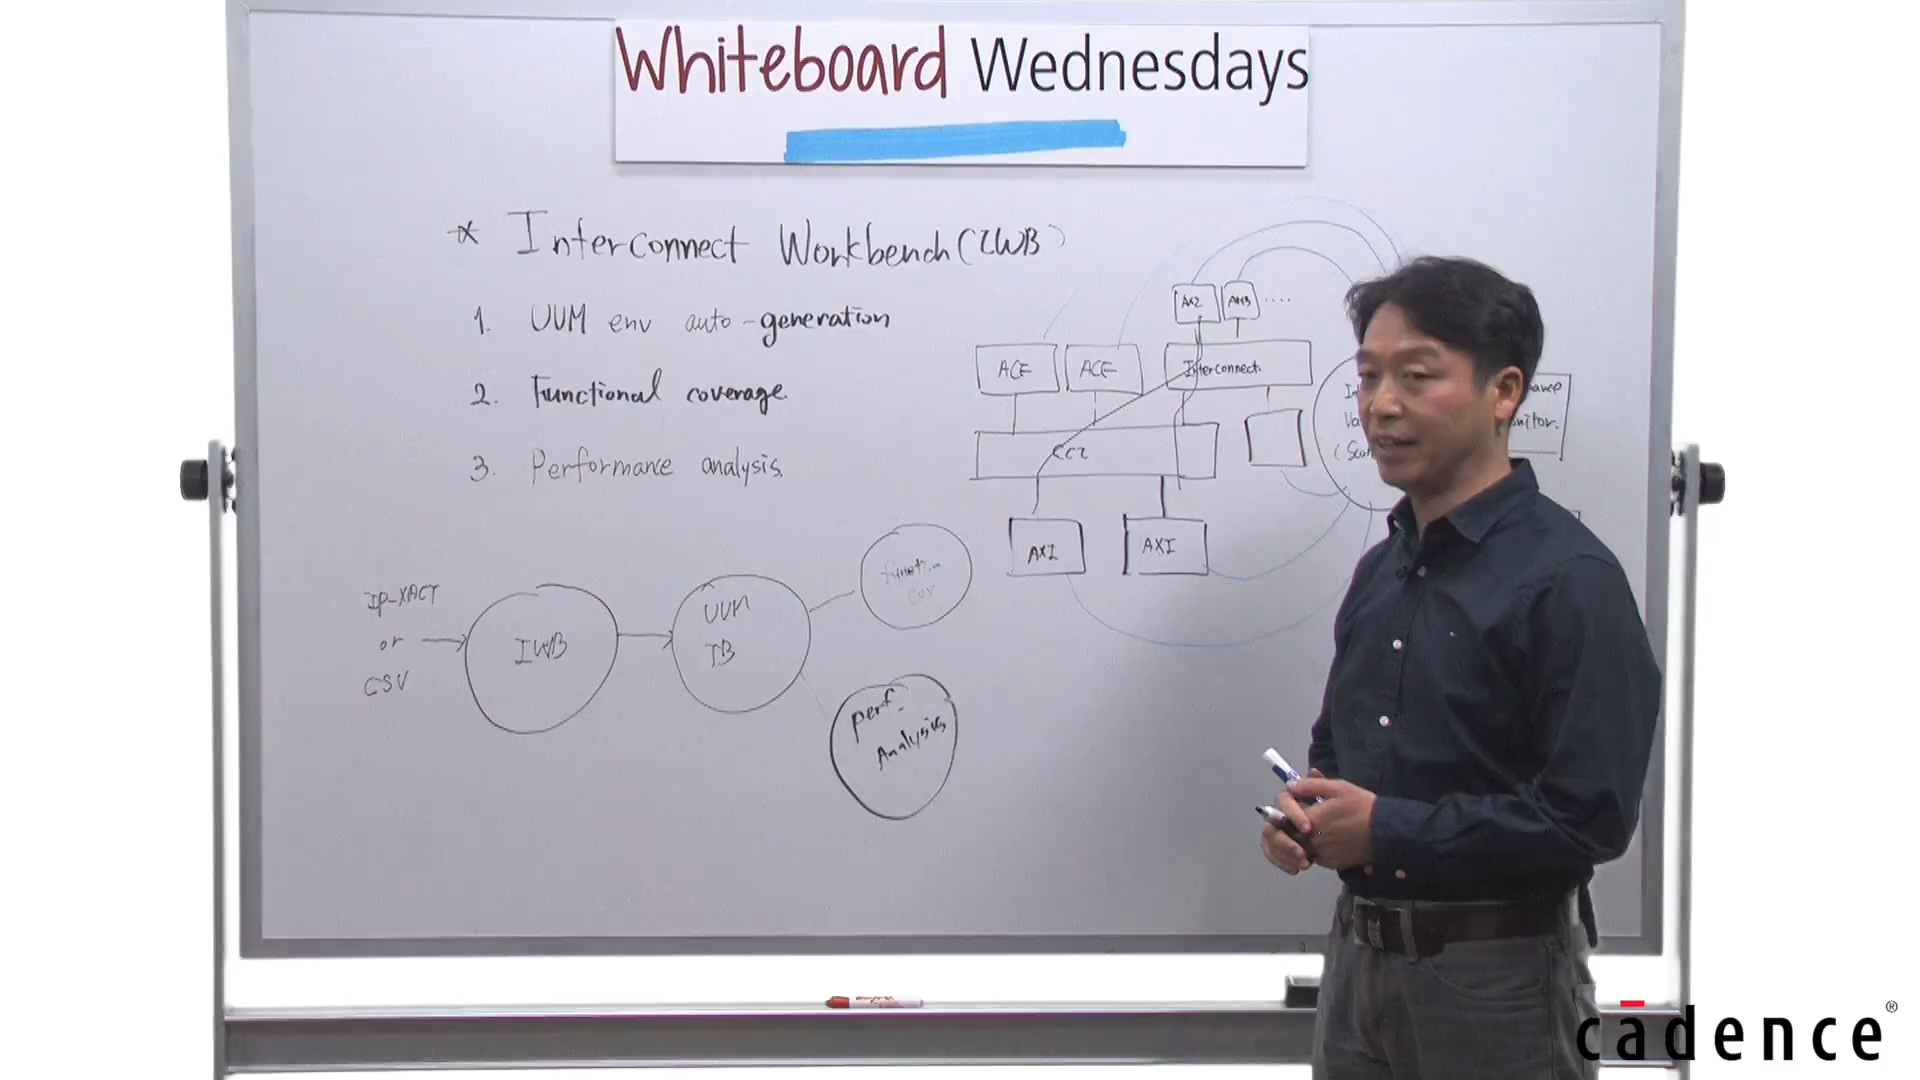 Whiteboard Wednesdays
* Interconnect Workbench (IWB)
1. UVM env auto-generation
2. Functional coverage.
3. Performance analysis.
IP-XACT
or
CSV
IWB
UVM
TB
perf.
Analysis
AXI
AHB
....
ACE
ACE
Interconnect.
CCI
AXI
AXI
cadence®